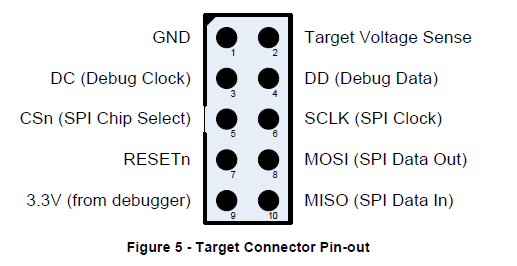 GND 1 2 Target Voltage Sense
DC (Debug Clock) 3 4 DD (Debug Data)
CSn (SPI Chip Select) 5 6 SCLK (SPI Clock)
RESETn 7 8 MOSI (SPI Data Out)
3.3V (from debugger) 9 10 MISO (SPI Data In)
Figure 5 - Target Connector Pin-out